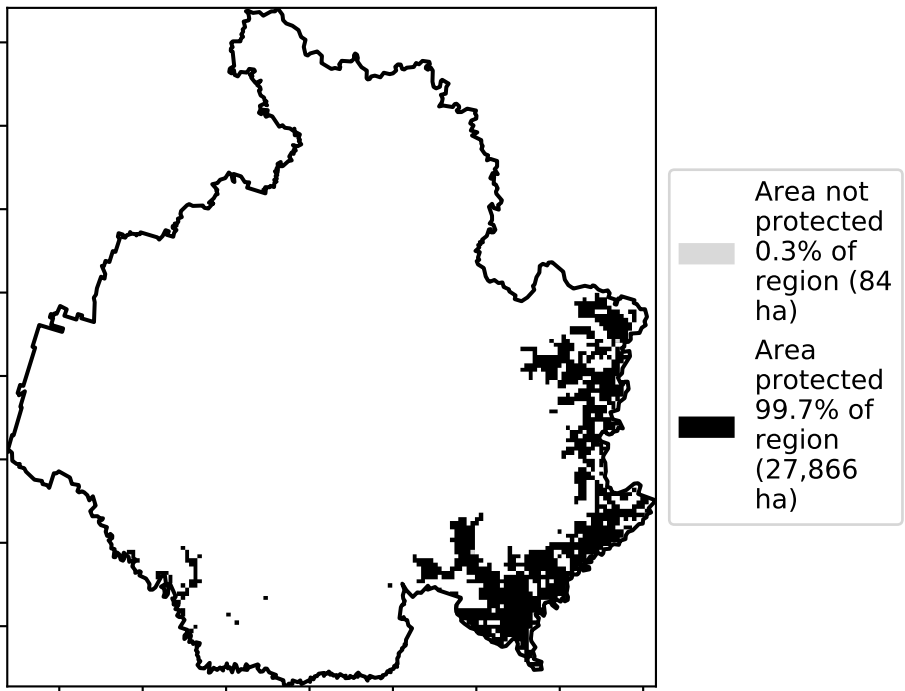 Area not
protected
0.3% of
region (84
ha)
Area
protected
99.7% of
region
(27,866
ha)